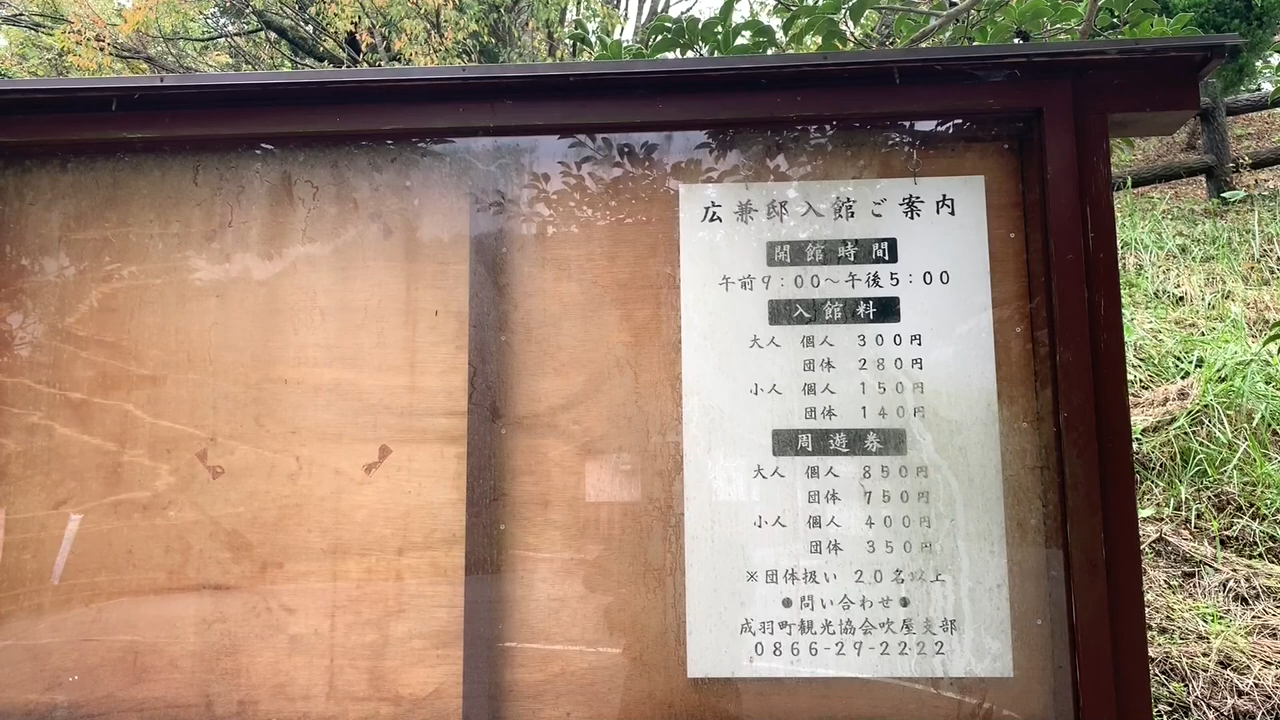 広兼邸入館ご案内
開館時間
午前9：00～午後5：00
入館料
大人 個人 300円
団体 280円
小人 個人 150円
団体 140円
周遊券
大人 個人 850円
団体 750円
小人 個人 400円
団体 350円
※団体扱い 20名以上
●問い合わせ●
成羽町観光協会吹屋支部
0866-29-2222